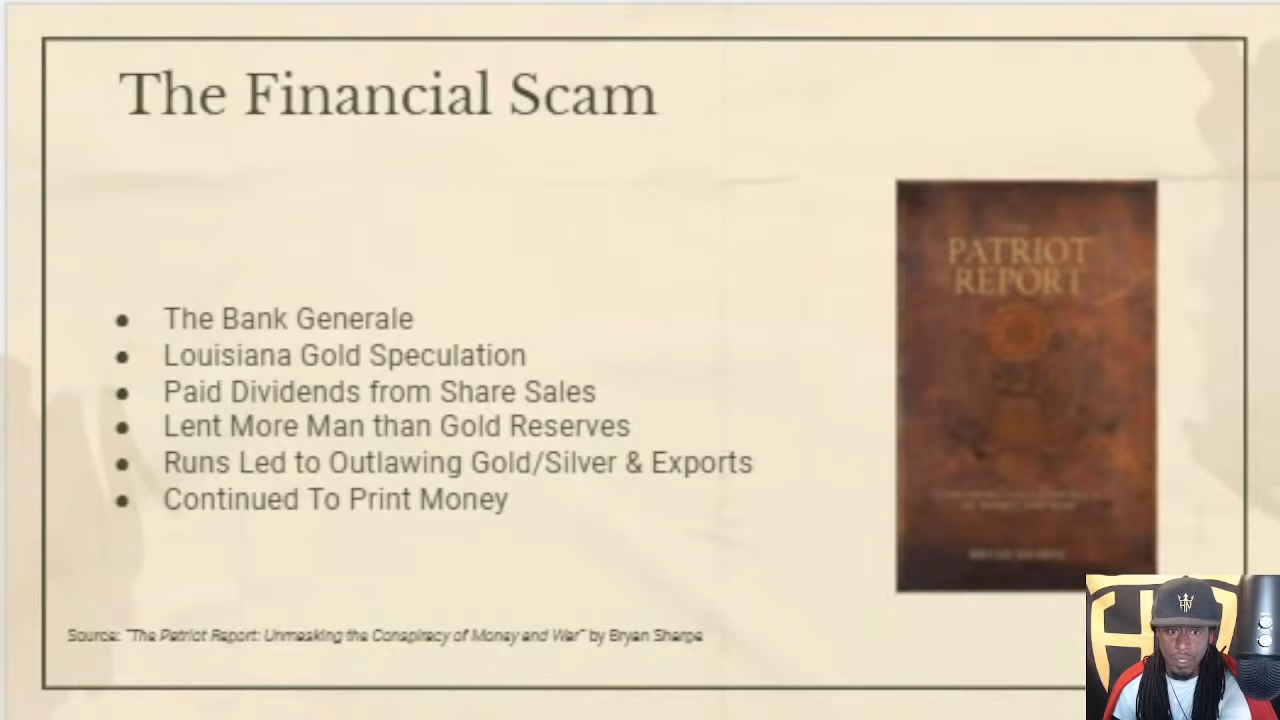 The Financial Scam
PATRIOT
REPORT
The Bank Generale
Louisiana Gold Speculation
Paid Dividends from Share Sales
Lent More Man than Gold Reserves
Runs Led to Outlawing Gold/Silver & Exports
Continued To Print Money
Source: "The Patriot Report: Unmasking the Conspiracy of Money and War" by Bryan Sharpe